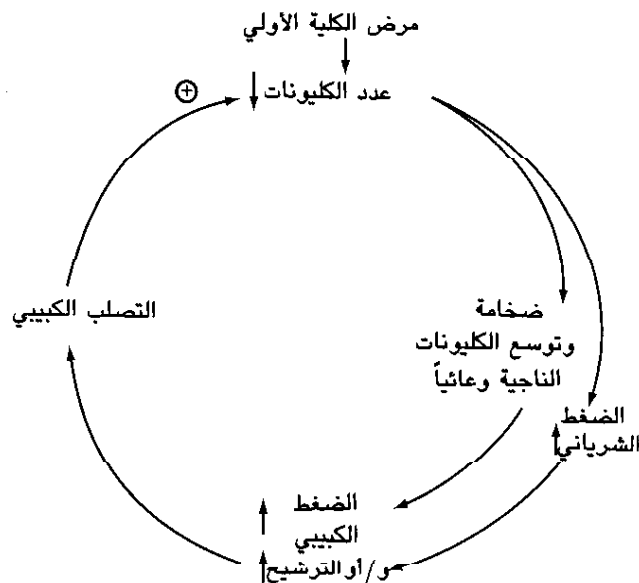 مرض الكلية الأولي
عدد الكليونات
ضخامة
وتوسع الكليونات
الناجية وعائياً
الضغط
الشرياني
الضغط
الكبيبي
و/أو الترشيح
التصلب الكبيبي